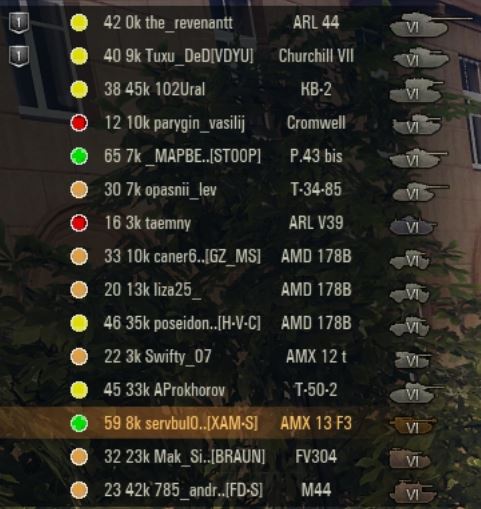 1 42 0k the_revenantt ARL 44 VI
1 40 9k Tuxu_DeD[VDYU] Churchill VII VI
38 45k 102Ural КВ-2 VI
12 10k parygin_vasilij Cromwell VI
65 7k _MAPBE..[ST00P] P.43 bis VI
30 7k opasnii_lev T-34-85 VI
16 3k taemny ARL V39 VI
33 10k caner6..[GZ_MS] AMD 178B VI
20 13k liza25_ AMD 178B VI
46 35k poseidon..[H-V-C] AMD 178B VI
22 3k Swifty_07 AMX 12 t VI
45 33k AProkhorov T-50-2 VI
59 8k servbul0..[XAM-S] AMX 13 F3 VI
32 23k Mak_Si..[BRAUN] FV304 VI
23 42k 785_andr..[FD-S] M44 VI